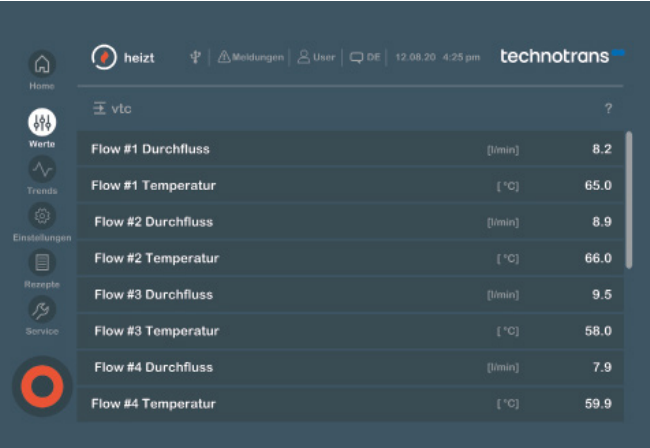 heizt Meldungen User DE 12.08.20 4:25 pm technotrans
Home
vtc ?
Werte
Flow #1 Durchfluss [l/min] 8.2
Flow #1 Temperatur [ °C] 65.0
Trends
Flow #2 Durchfluss [l/min] 8.9
Einstellungen
Flow #2 Temperatur [ °C] 66.0
Rezepte
Flow #3 Durchfluss [l/min] 9.5
Flow #3 Temperatur [ °C] 58.0
Service
Flow #4 Durchfluss [l/min] 7.9
Flow #4 Temperatur [ °C] 59.9